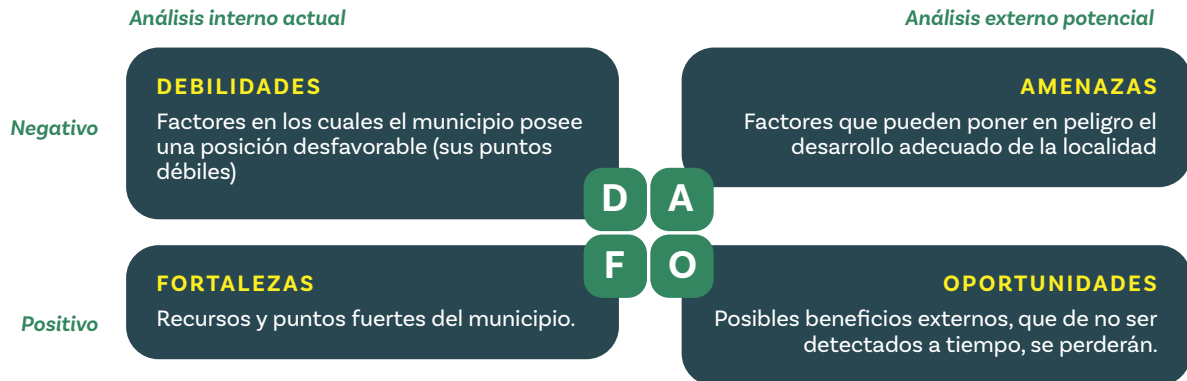 Análisis interno actual
Análisis externo potencial
Negativo
DEBILIDADES
Factores en los cuales el municipio posee
una posición desfavorable (sus puntos
débiles)
AMENAZAS
Factores que pueden poner en peligro el
desarrollo adecuado de la localidad
D A
F O
Positivo
FORTALEZAS
Recursos y puntos fuertes del municipio.
OPORTUNIDADES
Posibles beneficios externos, que de no ser
detectados a tiempo, se perderán.